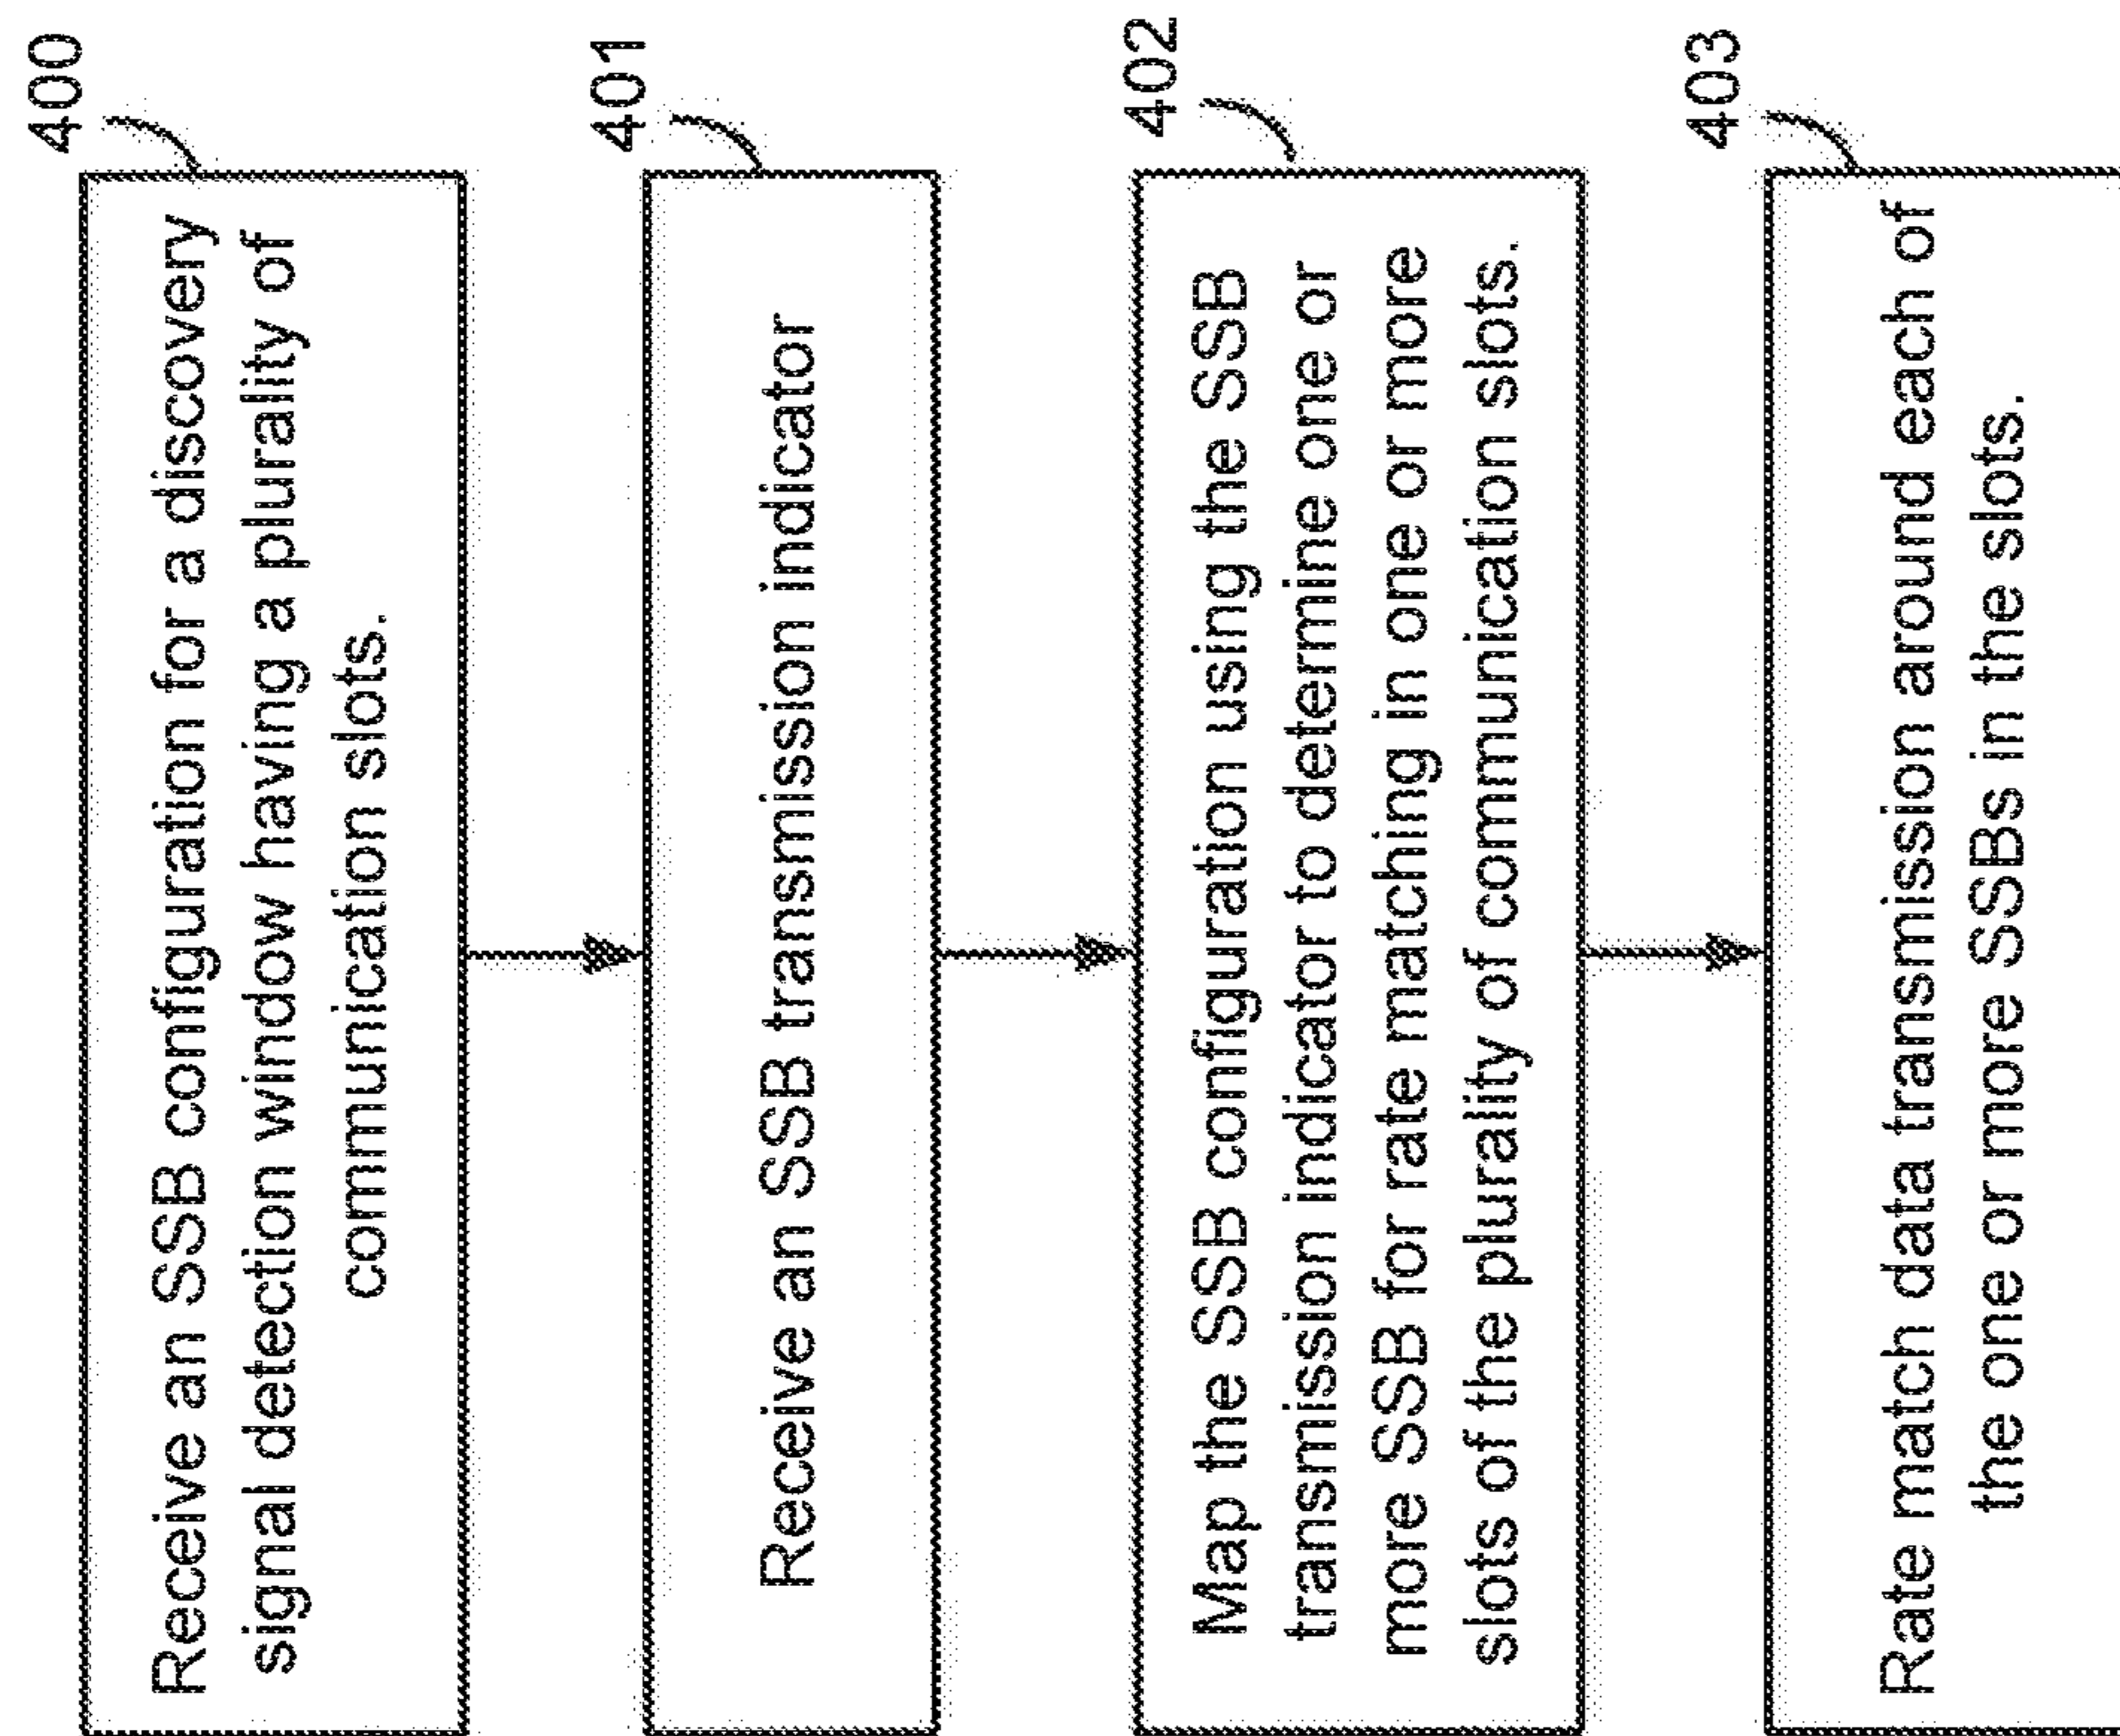 400
Receive an SSB configuration for a discovery
signal detection window having a plurality of
communication slots.
401
Receive an SSB transmission indicator
402
Map the SSB configuration using the SSB
transmission indicator to determine one or
more SSB for rate matching in one or more
slots of the plurality of communication slots.
403
Rate match data transmission around each of
the one or more SSBs in the slots.